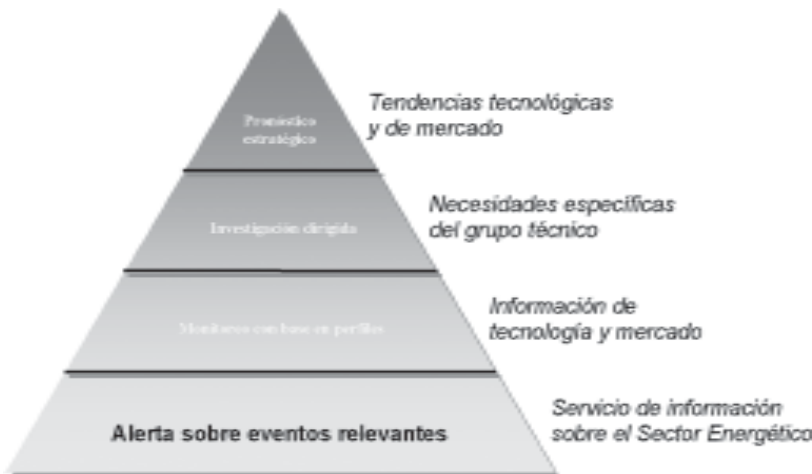 Pronóstico
estratégico
Tendencias tecnológicas
y de mercado
Investigación dirigida
Necesidades específicas
del grupo técnico
Monitoreo con base en perfiles
Información de
tecnología y mercado
Alerta sobre eventos relevantes
Servicio de información
sobre el Sector Energético